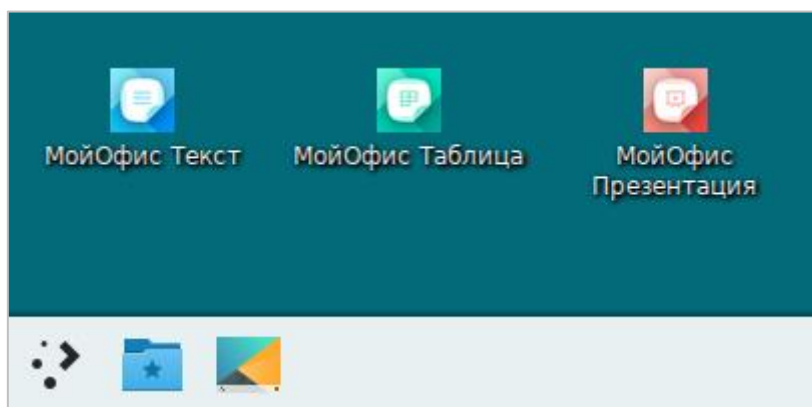 МойОфис Текст
МойОфис Таблица
МойОфис
Презентация